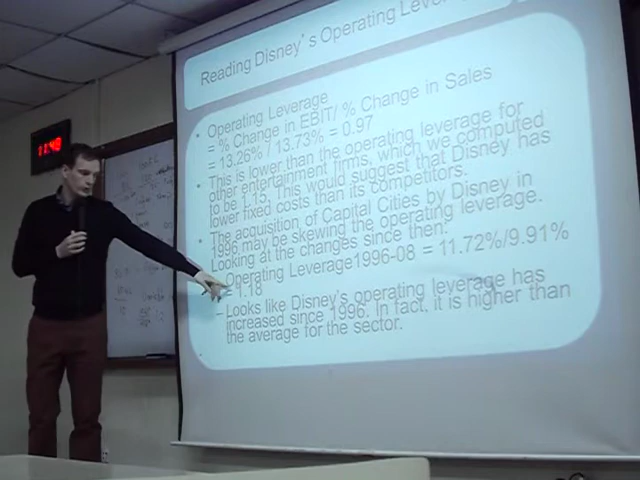 11:48
Reading Disney's Operating
• Operating Leverage
= % Change in EBIT/ % Change in Sales
= 13.26% / 13.73% = 0.97
• This is lower than the operating leverage for
other entertainment firms, which we computed
to be 1.15. This would suggest that Disney has
lower fixed costs than its competitors.
• The acquisition of Capital Cities by Disney in
1996 may be skewing the operating leverage.
Looking at the changes since then:
Operating Leverage1996-08 = 11.72%/9.91%
= 1.18
– Looks like Disney's operating leverage has
increased since 1996. In fact, it is higher than
the average for the sector.